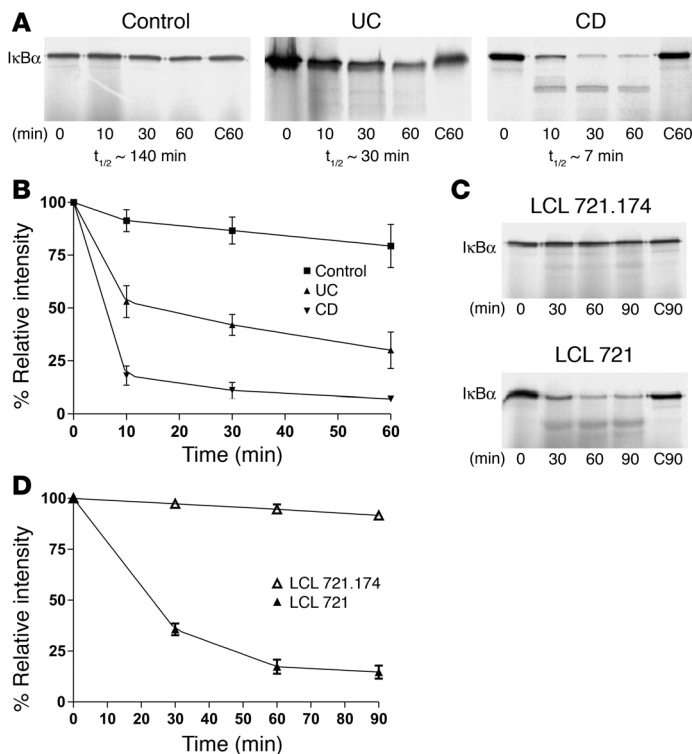 A
Control
UC
CD
IκBα
(min) 0 10 30 60 C60 0 10 30 60 C60 0 10 30 60 C60
t1/2 ~ 140 min t1/2 ~ 30 min t1/2 ~ 7 min
B
% Relative intensity
100
75
50
25
0
Control
UC
CD
0 10 20 30 40 50 60
Time (min)
C
LCL 721.174
IκBα
(min) 0 30 60 90 C90
LCL 721
IκBα
(min) 0 30 60 90 C90
D
% Relative intensity
100
75
50
25
0
LCL 721.174
LCL 721
0 10 20 30 40 50 60 70 80 90
Time (min)